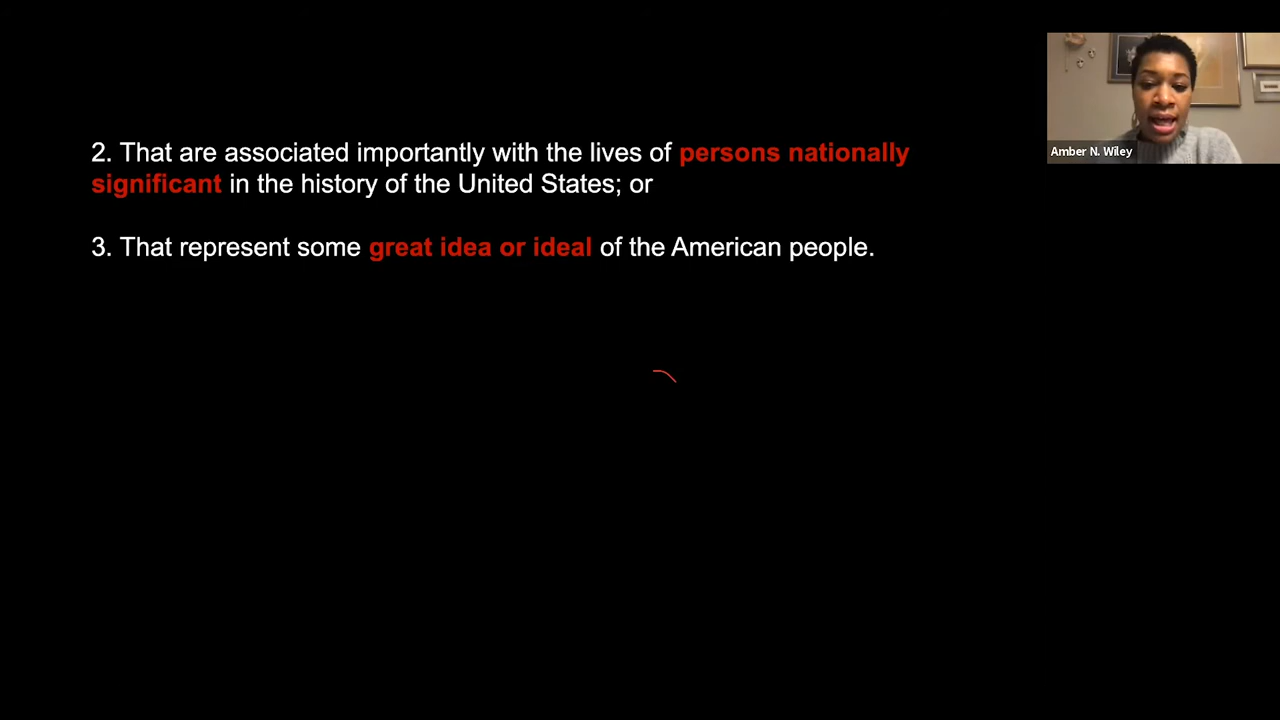 2. That are associated importantly with the lives of persons nationally
significant in the history of the United States; or
3. That represent some great idea or ideal of the American people.
Amber N. Wiley